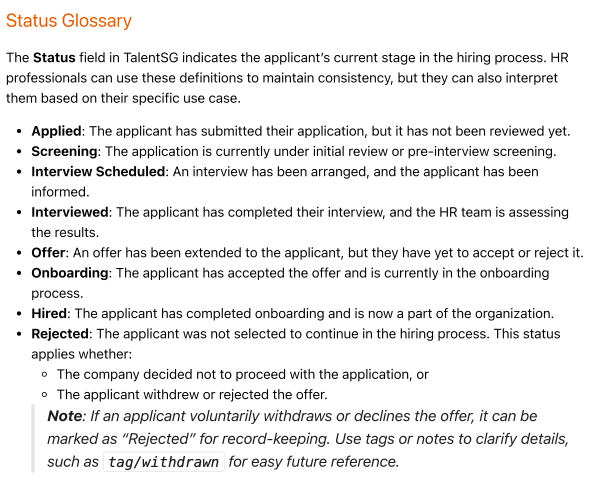 Status Glossary
The Status field in TalentSG indicates the applicant's current stage in the hiring process. HR
professionals can use these definitions to maintain consistency, but they can also interpret
them based on their specific use case.
• Applied: The applicant has submitted their application, but it has not been reviewed yet.
• Screening: The application is currently under initial review or pre-interview screening.
• Interview Scheduled: An interview has been arranged, and the applicant has been
informed.
• Interviewed: The applicant has completed their interview, and the HR team is assessing
the results.
• Offer: An offer has been extended to the applicant, but they have yet to accept or reject it.
• Onboarding: The applicant has accepted the offer and is currently in the onboarding
process.
• Hired: The applicant has completed onboarding and is now a part of the organization.
• Rejected: The applicant was not selected to continue in the hiring process. This status
applies whether:
◦ The company decided not to proceed with the application, or
◦ The applicant withdrew or rejected the offer.
Note: If an applicant voluntarily withdraws or declines the offer, it can be
marked as “Rejected” for record-keeping. Use tags or notes to clarify details,
such as tag/withdrawn for easy future reference.